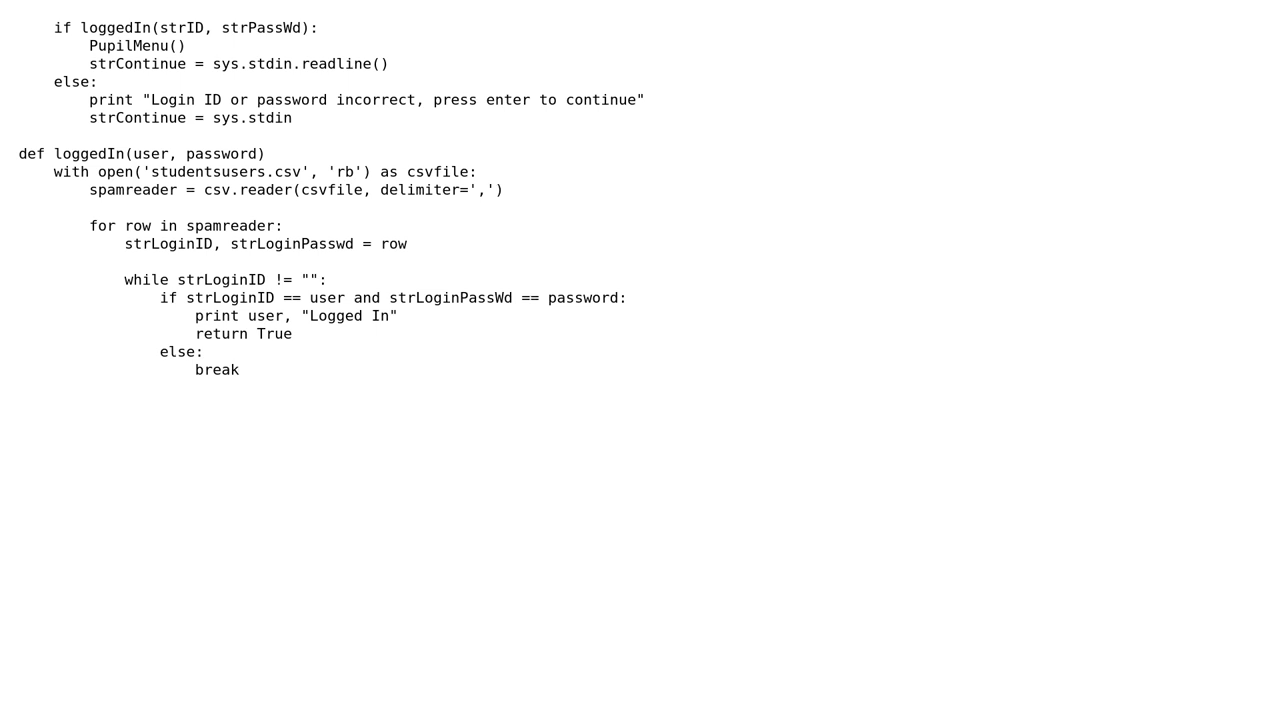 if loggedIn(strID, strPassWd):
        PupilMenu()
        strContinue = sys.stdin.readline()
    else:
        print "Login ID or password incorrect, press enter to continue"
        strContinue = sys.stdin

def loggedIn(user, password)
    with open('studentsusers.csv', 'rb') as csvfile:
        spamreader = csv.reader(csvfile, delimiter=',')

        for row in spamreader:
            strLoginID, strLoginPasswd = row

            while strLoginID != "":
                if strLoginID == user and strLoginPassWd == password:
                    print user, "Logged In"
                    return True
                else:
                    break